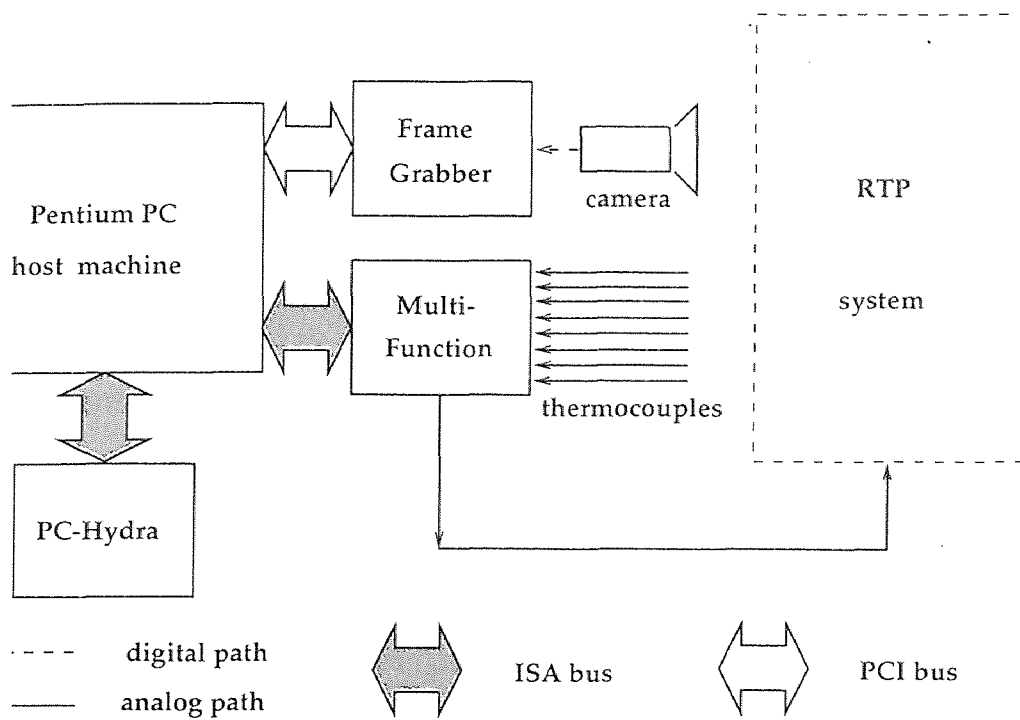 Frame
Grabber
camera
RTP
system
Pentium PC
host machine
Multi-
Function
thermocouples
PC-Hydra
digital path
analog path
ISA bus
PCI bus